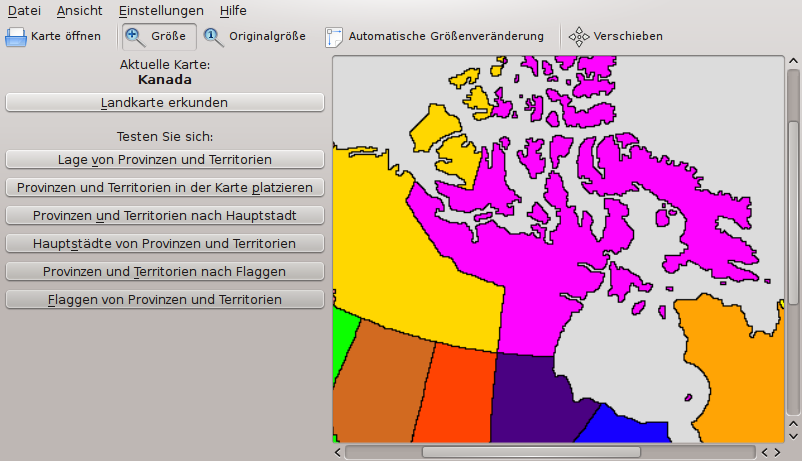 Datei Ansicht Einstellungen Hilfe
Karte öffnen Größe Originalgröße Automatische Größenveränderung Verschieben
Aktuelle Karte:
Kanada
Landkarte erkunden
Testen Sie sich:
Lage von Provinzen und Territorien
Provinzen und Territorien in der Karte platzieren
Provinzen und Territorien nach Hauptstadt
Hauptstädte von Provinzen und Territorien
Provinzen und Territorien nach Flaggen
Flaggen von Provinzen und Territorien